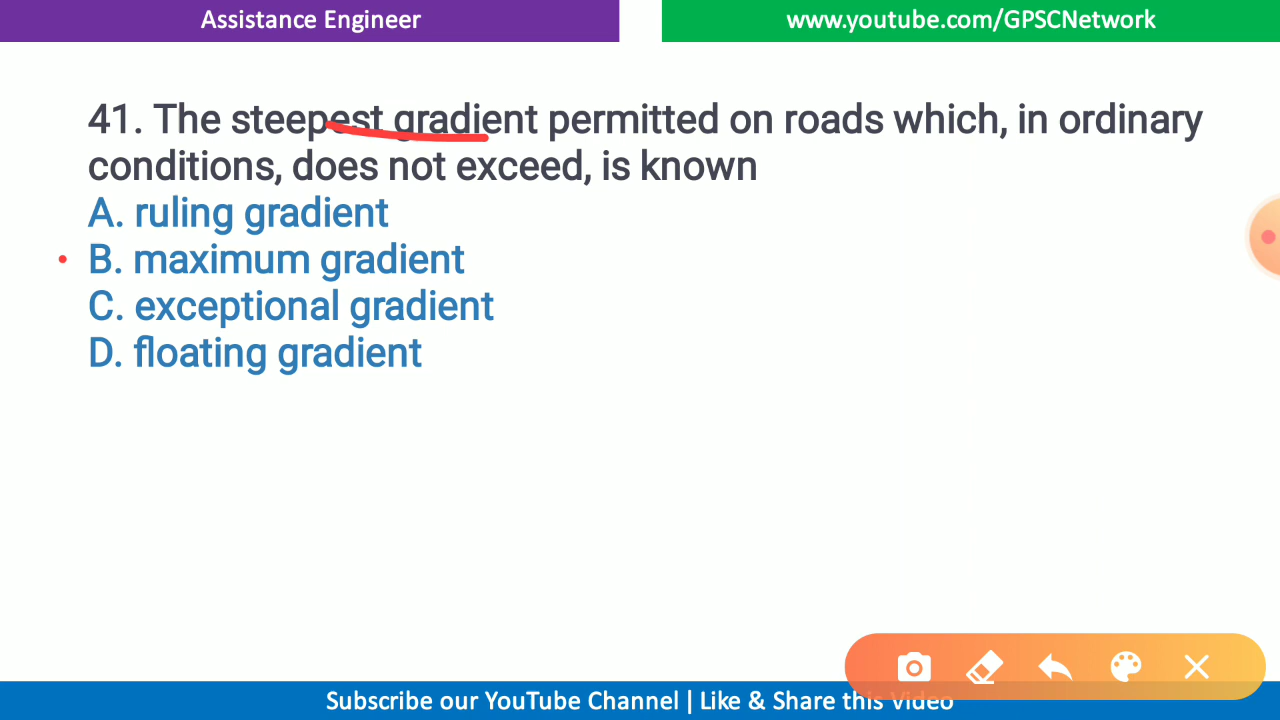 Assistance Engineer
www.youtube.com/GPSCNetwork
41. The steepest gradient permitted on roads which, in ordinary
conditions, does not exceed, is known
A. ruling gradient
B. maximum gradient
C. exceptional gradient
D. floating gradient
Subscribe our YouTube Channel | Like & Share this Video